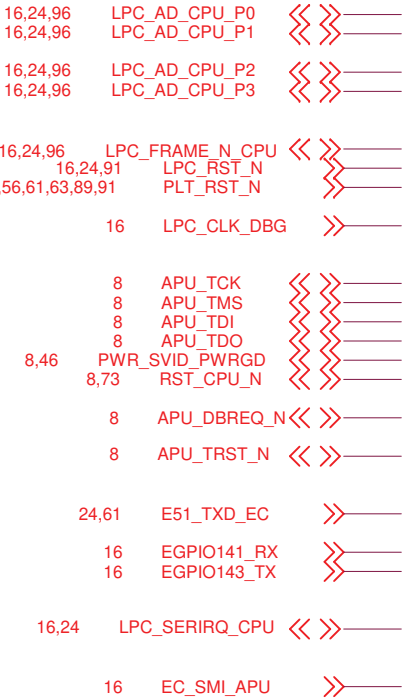 16,24,96 LPC_AD_CPU_P0
16,24,96 LPC_AD_CPU_P1
16,24,96 LPC_AD_CPU_P2
16,24,96 LPC_AD_CPU_P3
16,24,96 LPC_FRAME_N_CPU
16,24,91 LPC_RST_N
,56,61,63,89,91 PLT_RST_N
16 LPC_CLK_DBG
8 APU_TCK
8 APU_TMS
8 APU_TDI
8 APU_TDO
8,46 PWR_SVID_PWRGD
8,73 RST_CPU_N
8 APU_DBREQ_N
8 APU_TRST_N
24,61 E51_TXD_EC
16 EGPIO141_RX
16 EGPIO143_TX
16,24 LPC_SERIRQ_CPU
16 EC_SMI_APU